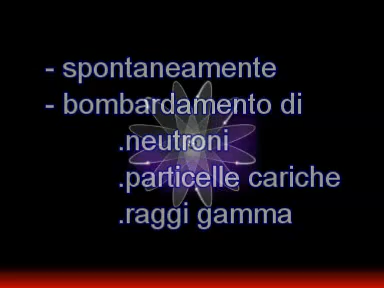 - spontaneamente
- bombardamento di
.neutroni
.particelle cariche
.raggi gamma